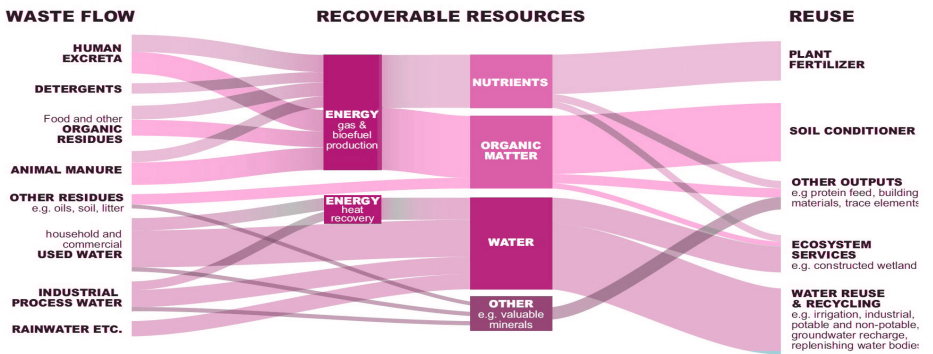 WASTE FLOW
RECOVERABLE RESOURCES
REUSE
HUMAN
EXCRETA
DETERGENTS
Food and other
ORGANIC
RESIDUES
ANIMAL MANURE
OTHER RESIDUES
e.g. oils, soil, litter
household and
commercial
USED WATER
INDUSTRIAL
PROCESS WATER
RAINWATER ETC.
ENERGY
gas &
biofuel
production
ENERGY
heat
recovery
NUTRIENTS
ORGANIC
MATTER
WATER
OTHER
e.g. valuable
minerals
PLANT
FERTILIZER
SOIL CONDITIONER
OTHER OUTPUTS
e.g protein feed, building
materials, trace elements
ECOSYSTEM
SERVICES
e.g. constructed wetland
WATER REUSE
& RECYCLING
e.g. irrigation, industrial,
potable and non-potable,
groundwater recharge,
replenishing water bodies